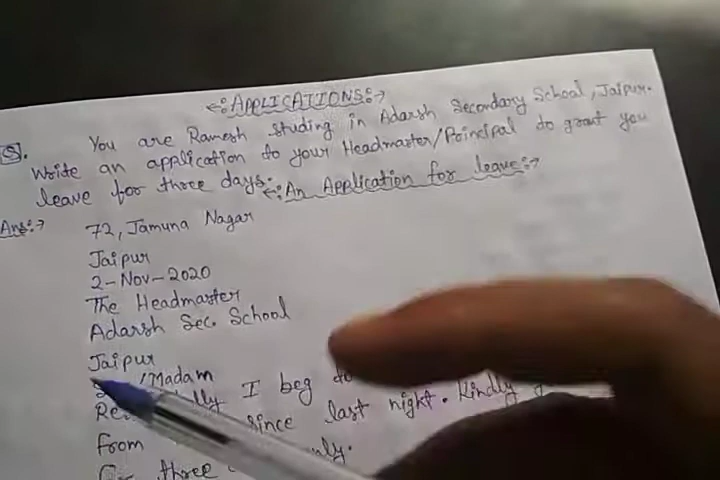 ←:APPLICATIONS:→
(S). You are Ramesh studing in Adarsh Secondary School, Jaipur.
Write an application to your Headmaster/Principal to grant you
leave for three days.
←:An Application for leave:→
Ans:→ 72, Jamuna Nagar
Jaipur
2-Nov-2020
The Headmaster
Adarsh Sec. School
Jaipur
/Madam
I beg to
since last night. Kindly
From
three